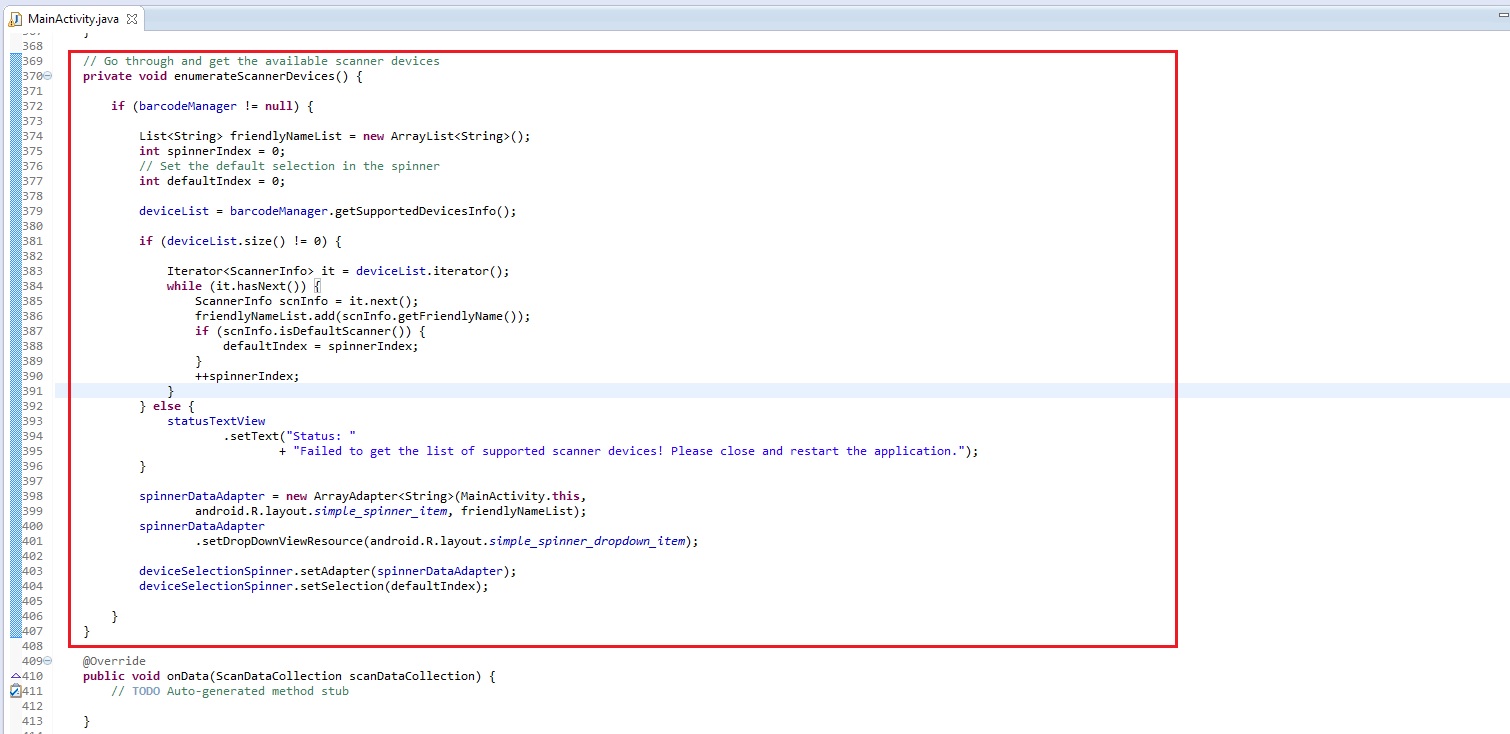 MainActivity.java
368
369 // Go through and get the available scanner devices
370 private void enumerateScannerDevices() {
371
372 if (barcodeManager != null) {
373
374 List<String> friendlyNameList = new ArrayList<String>();
375 int spinnerIndex = 0;
376 // Set the default selection in the spinner
377 int defaultIndex = 0;
378
379 deviceList = barcodeManager.getSupportedDevicesInfo();
380
381 if (deviceList.size() != 0) {
382
383 Iterator<ScannerInfo> it = deviceList.iterator();
384 while (it.hasNext()) {
385 ScannerInfo scnInfo = it.next();
386 friendlyNameList.add(scnInfo.getFriendlyName());
387 if (scnInfo.isDefaultScanner()) {
388 defaultIndex = spinnerIndex;
389 }
390 ++spinnerIndex;
391 }
392 } else {
393 statusTextView
394 .setText("Status: "
395 + "Failed to get the list of supported scanner devices! Please close and restart the application.");
396 }
397
398 spinnerDataAdapter = new ArrayAdapter<String>(MainActivity.this,
399 android.R.layout.simple_spinner_item, friendlyNameList);
400 spinnerDataAdapter
401 .setDropDownViewResource(android.R.layout.simple_spinner_dropdown_item);
402
403 deviceSelectionSpinner.setAdapter(spinnerDataAdapter);
404 deviceSelectionSpinner.setSelection(defaultIndex);
405
406 }
407 }
408
409 @Override
410 public void onData(ScanDataCollection scanDataCollection) {
411 // TODO Auto-generated method stub
412
413 }